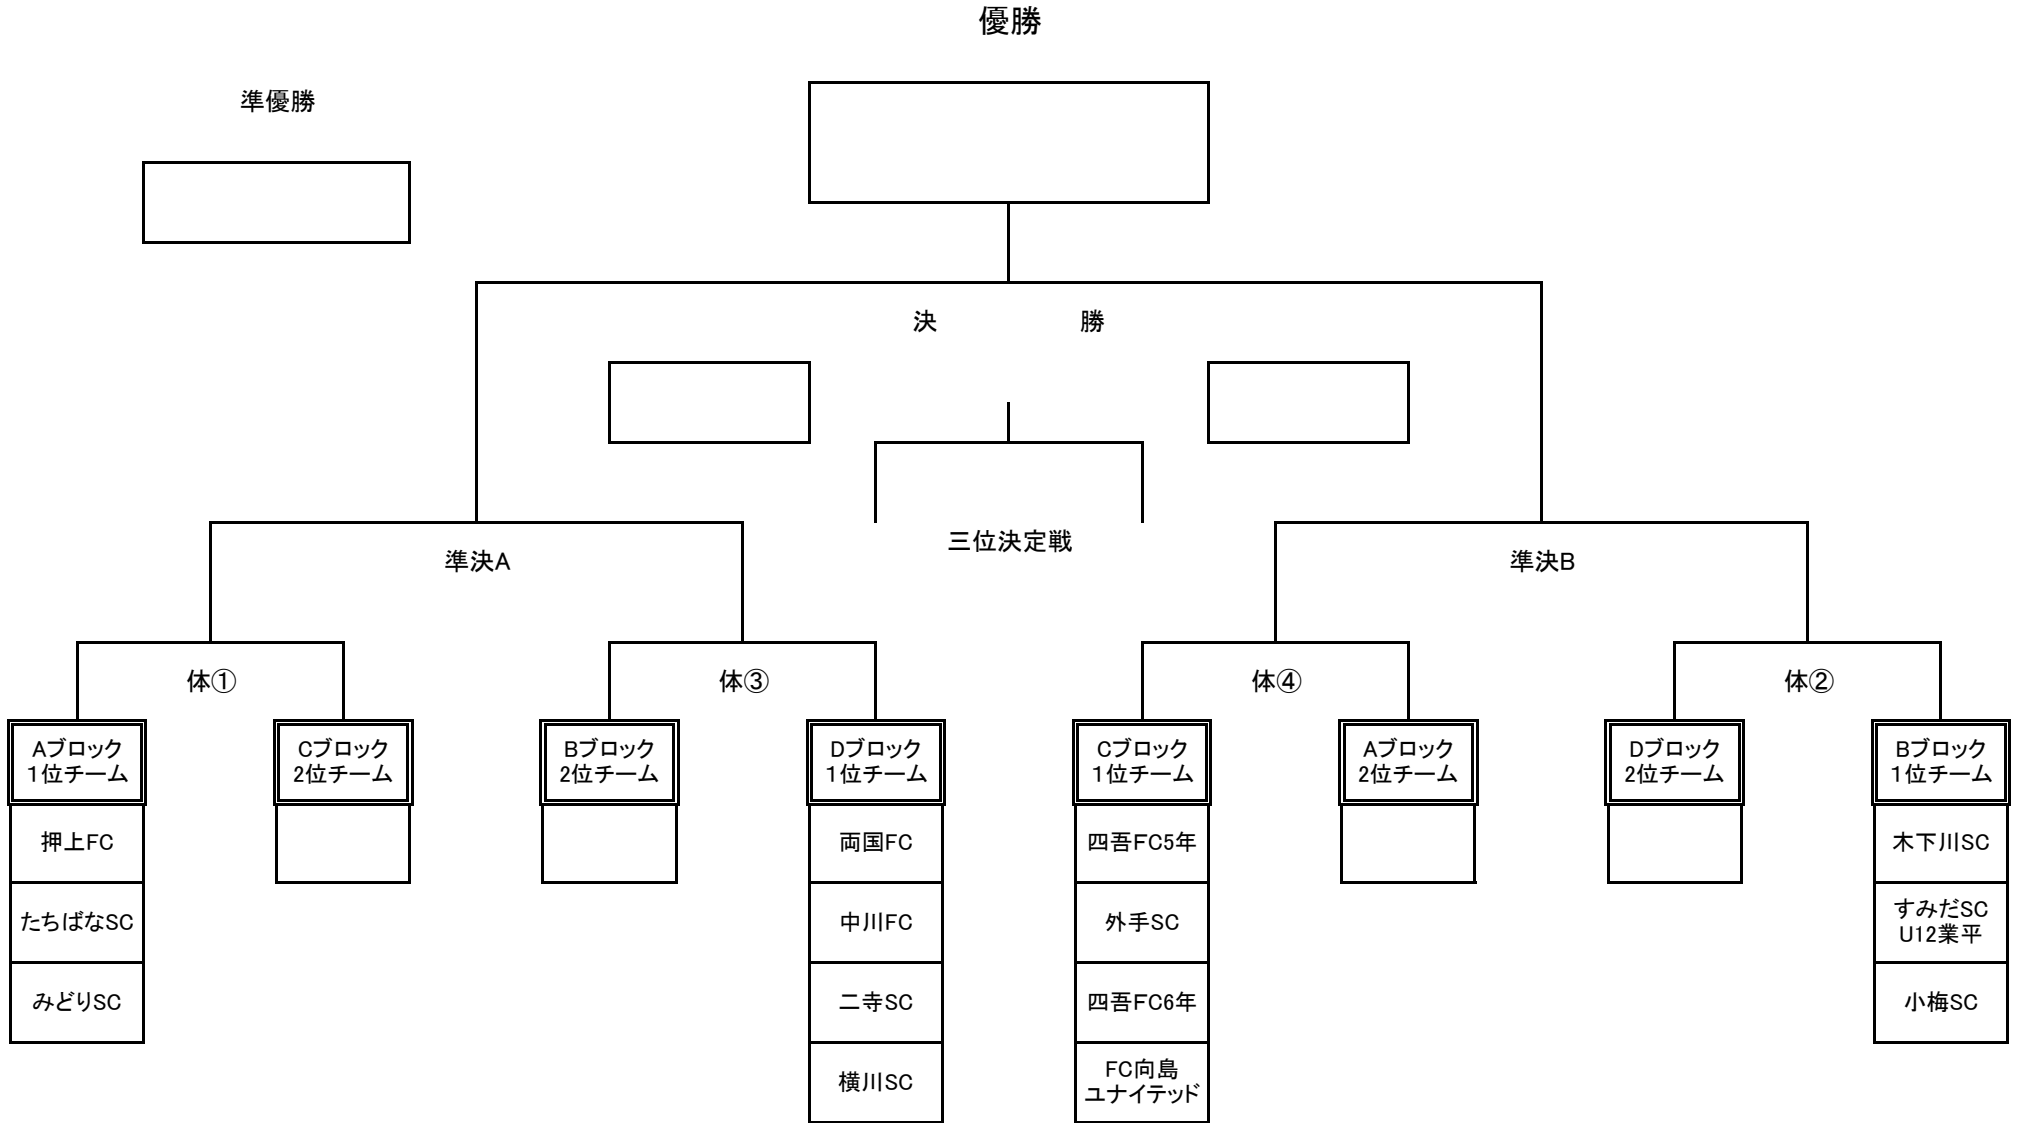 優勝
準優勝
決 勝
三位決定戦
準決A
準決B
体①
体③
体④
体②
Aブロック
1位チーム
Cブロック
2位チーム
Bブロック
2位チーム
Dブロック
1位チーム
Cブロック
1位チーム
Aブロック
2位チーム
Dブロック
2位チーム
Bブロック
1位チーム
押上FC
両国FC
四吾FC5年
木下川SC
たちばなSC
中川FC
外手SC
すみだSC
U12業平
みどりSC
二寺SC
四吾FC6年
小梅SC
横川SC
FC向島
ユナイテッド